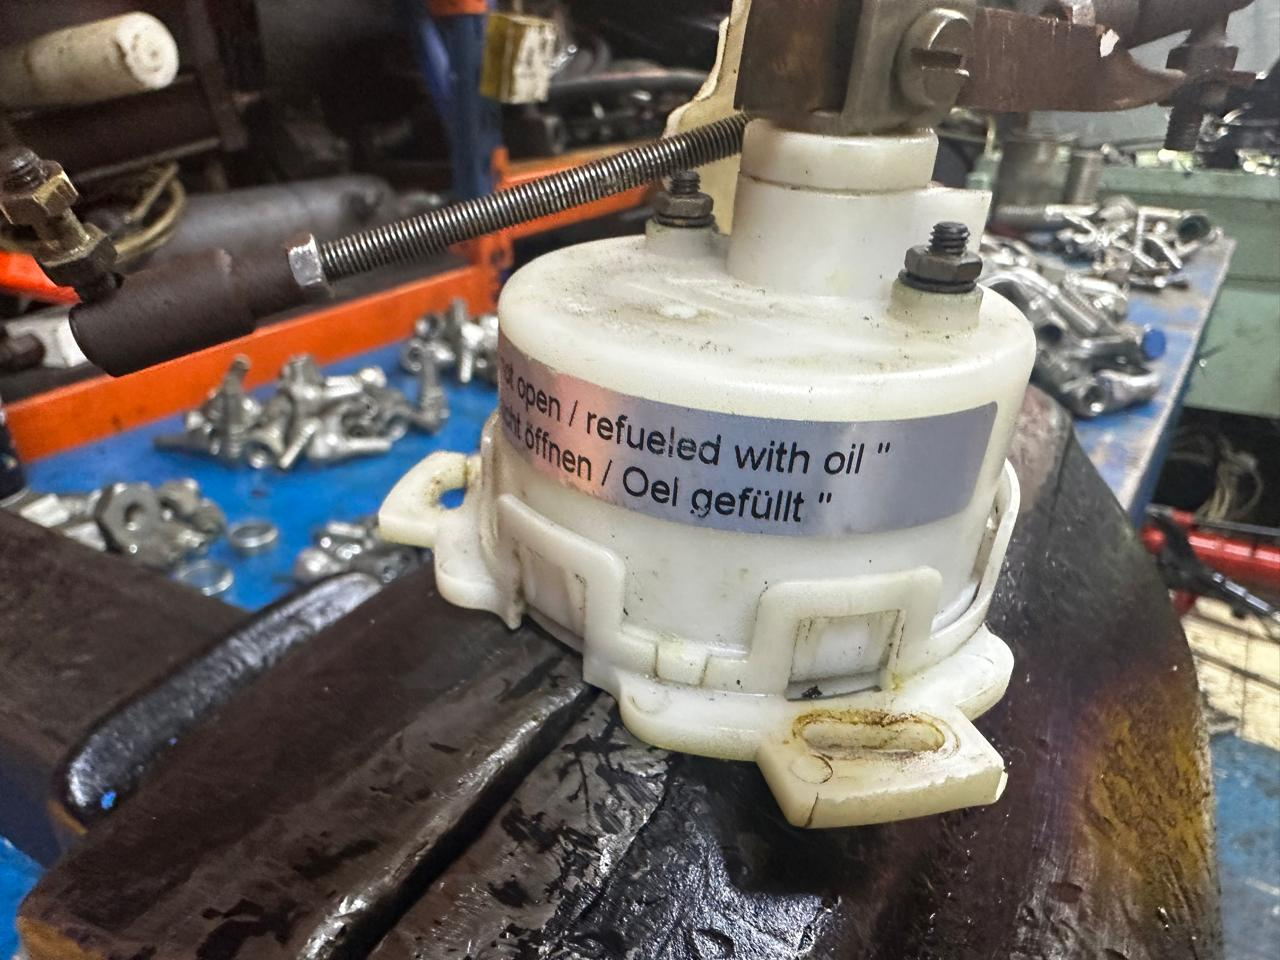 open / refueled with oil "
öffnen / Oel gefüllt "